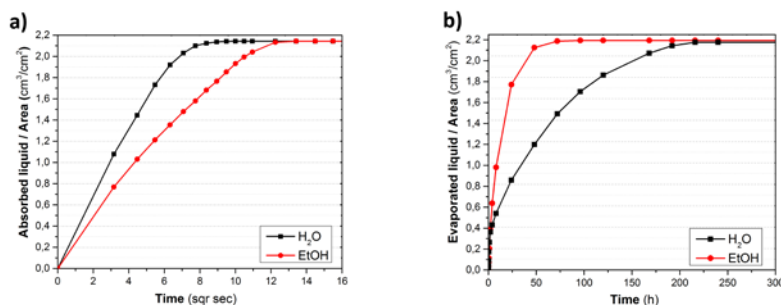 a)
Absorbed liquid / Area (cm³/cm²)
2,2
2,0
1,8
1,6
1,4
1,2
1,0
0,8
0,6
0,4
0,2
0,0
0 2 4 6 8 10 12 14 16
Time (sqr sec)
H₂O
EtOH
b)
Evaporated liquid / Area (cm³/cm²)
2,2
2,0
1,8
1,6
1,4
1,2
1,0
0,8
0,6
0,4
0,2
0,0
0 50 100 150 200 250 300
Time (h)
H₂O
EtOH